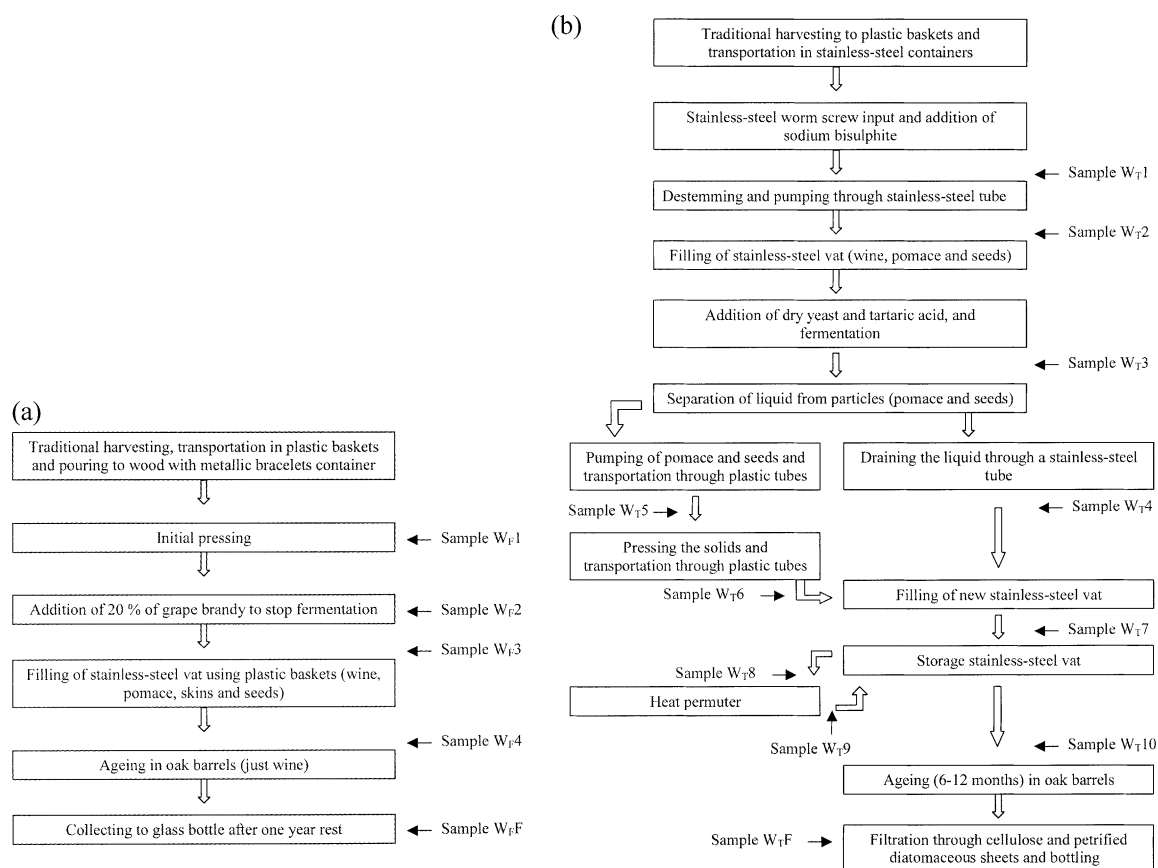 (a)
Traditional harvesting, transportation in plastic baskets
and pouring to wood with metallic bracelets container
Initial pressing
Sample WF1
Addition of 20 % of grape brandy to stop fermentation
Sample WF2
Sample WF3
Filling of stainless-steel vat using plastic baskets (wine,
pomace, skins and seeds)
Sample WF4
Ageing in oak barrels (just wine)
Collecting to glass bottle after one year rest
Sample WFF
(b)
Traditional harvesting to plastic baskets and
transportation in stainless-steel containers
Stainless-steel worm screw input and addition of
sodium bisulphite
Sample WT1
Destemming and pumping through stainless-steel tube
Sample WT2
Filling of stainless-steel vat (wine, pomace and seeds)
Addition of dry yeast and tartaric acid, and
fermentation
Sample WT3
Separation of liquid from particles (pomace and seeds)
Pumping of pomace and seeds and
transportation through plastic tubes
Draining the liquid through a stainless-steel
tube
Sample WT5
Sample WT4
Pressing the solids and
transportation through plastic tubes
Sample WT6
Filling of new stainless-steel vat
Sample WT7
Storage stainless-steel vat
Sample WT8
Heat permuter
Sample WT9
Sample WT10
Ageing (6-12 months) in oak barrels
Sample WTF
Filtration through cellulose and petrified
diatomaceous sheets and bottling